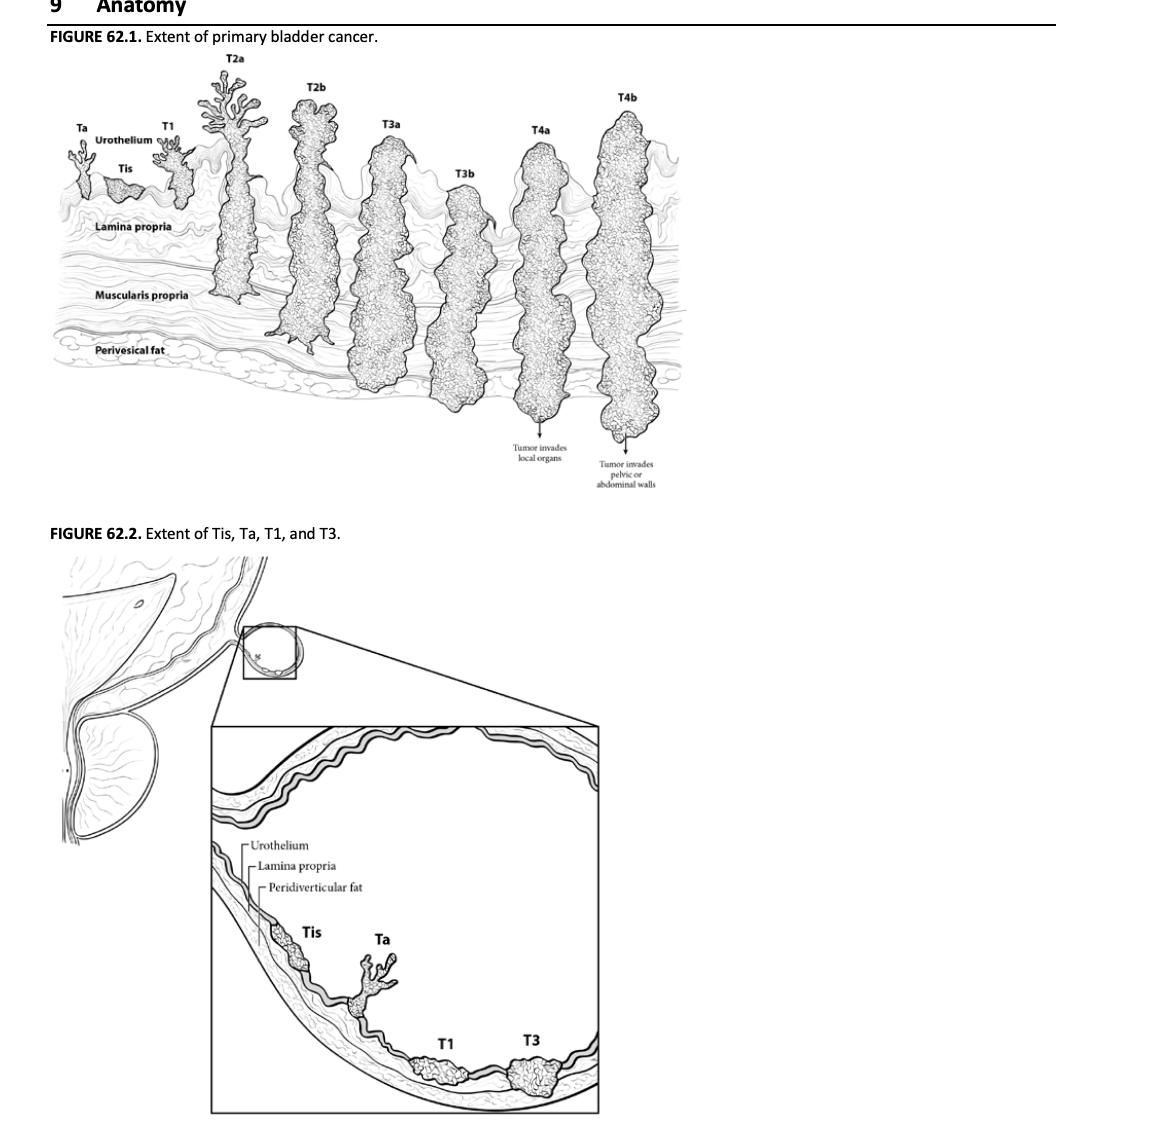 9 Anatomy
FIGURE 62.1. Extent of primary bladder cancer.
T2a
T2b
T4b
Ta
T1
T3a
T4a
Urothelium
Tis
T3b
Lamina propria
Muscularis propria
Perivesical fat
Tumor invades
local organs
Tumor invades
pelvic or
abdominal walls
FIGURE 62.2. Extent of Tis, Ta, T1, and T3.
Urothelium
Lamina propria
Peridiverticular fat
Tis
Ta
T1
T3